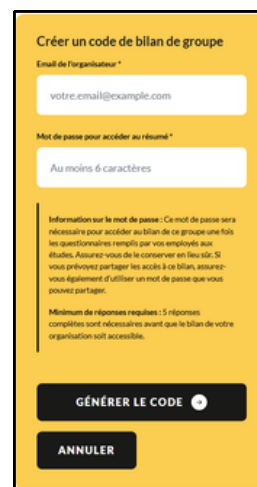 Créer un code de bilan de groupe
Email de l'organisateur *
votre.email@example.com
Mot de passe pour accéder au résumé *
Au moins 6 caractères
Information sur le mot de passe : Ce mot de passe sera
nécessaire pour accéder au bilan de ce groupe une fois
les questionnaires remplis par vos employés aux
études. Assurez-vous de le conserver en lieu sûr. Si
vous prévoyez partager les accès à ce bilan, assurez-
vous également d'utiliser un mot de passe que vous
pouvez partager.
Minimum de réponses requises : 5 réponses
complètes sont nécessaires avant que le bilan de votre
organisation soit accessible.
GÉNÉRER LE CODE
ANNULER